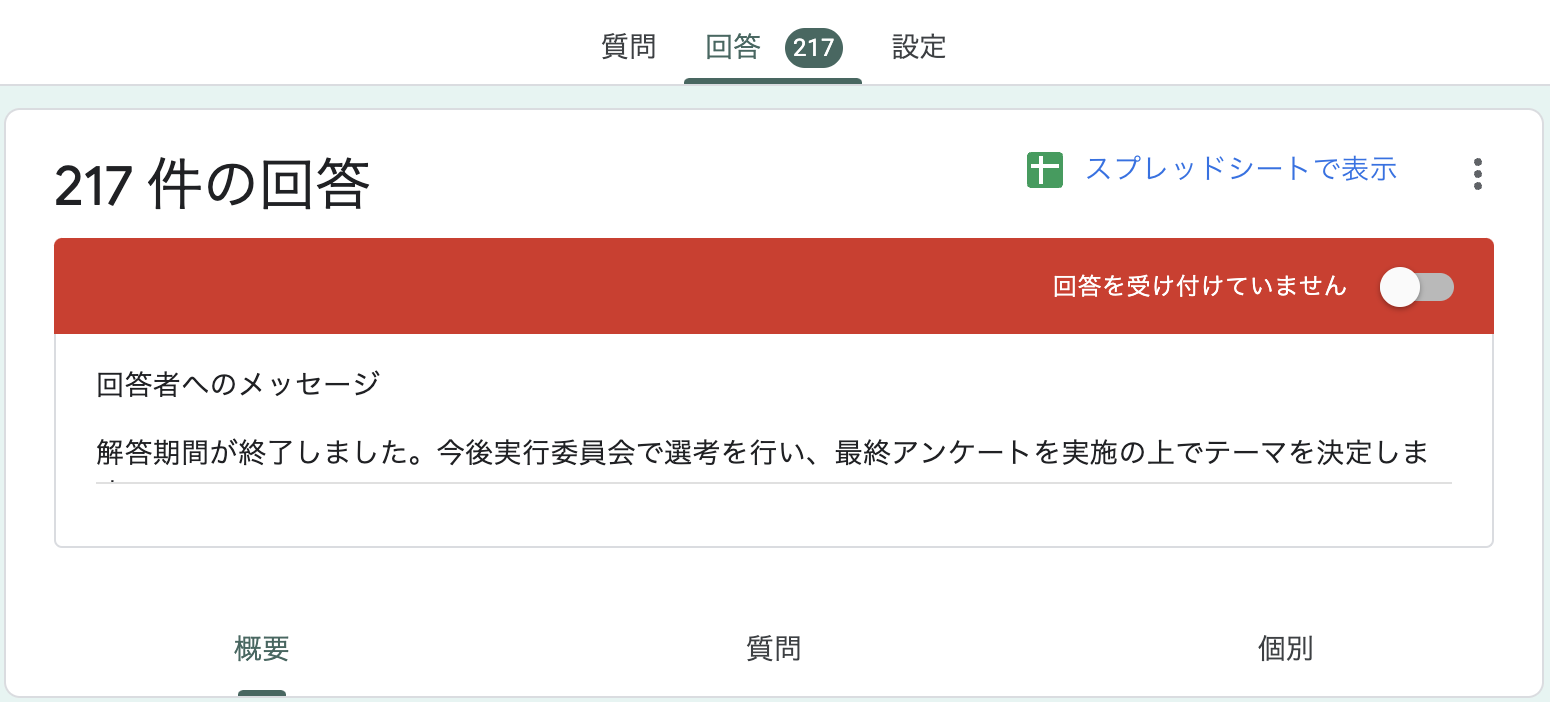 質問 回答 217 設定
217 件の回答
スプレッドシートで表示
回答を受け付けていません
回答者へのメッセージ
解答期間が終了しました。今後実行委員会で選考を行い、最終アンケートを実施の上でテーマを決定しま
概要 質問 個別